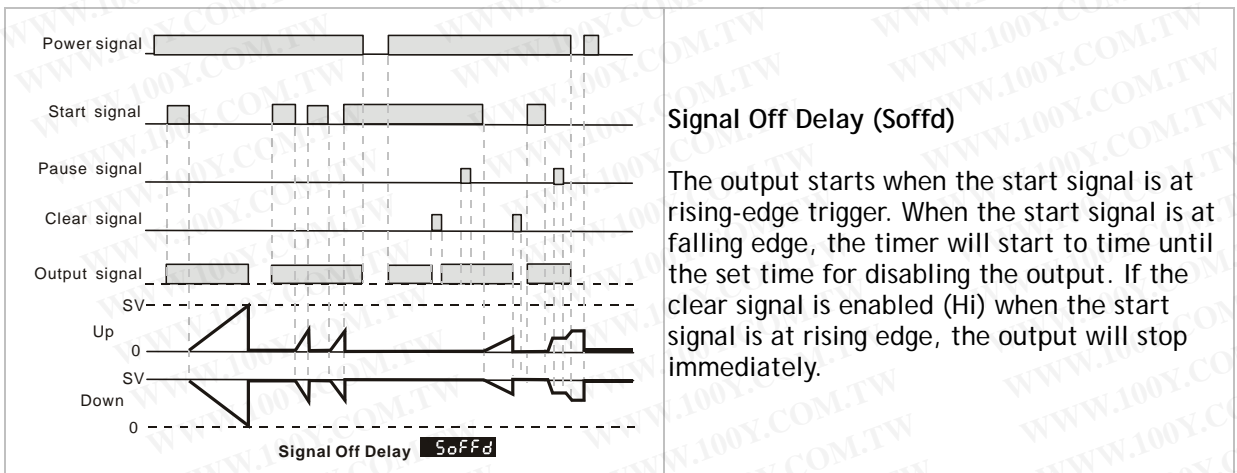 Power signal
Start signal
Pause signal
Clear signal
Output signal
SV
Up
0
SV
Down
0
Signal Off Delay SoFFd
Signal Off Delay (Soffd)
The output starts when the start signal is at
rising-edge trigger. When the start signal is at
falling edge, the timer will start to time until
the set time for disabling the output. If the
clear signal is enabled (Hi) when the start
signal is at rising edge, the output will stop
immediately.
WWW.100Y.COM.TW